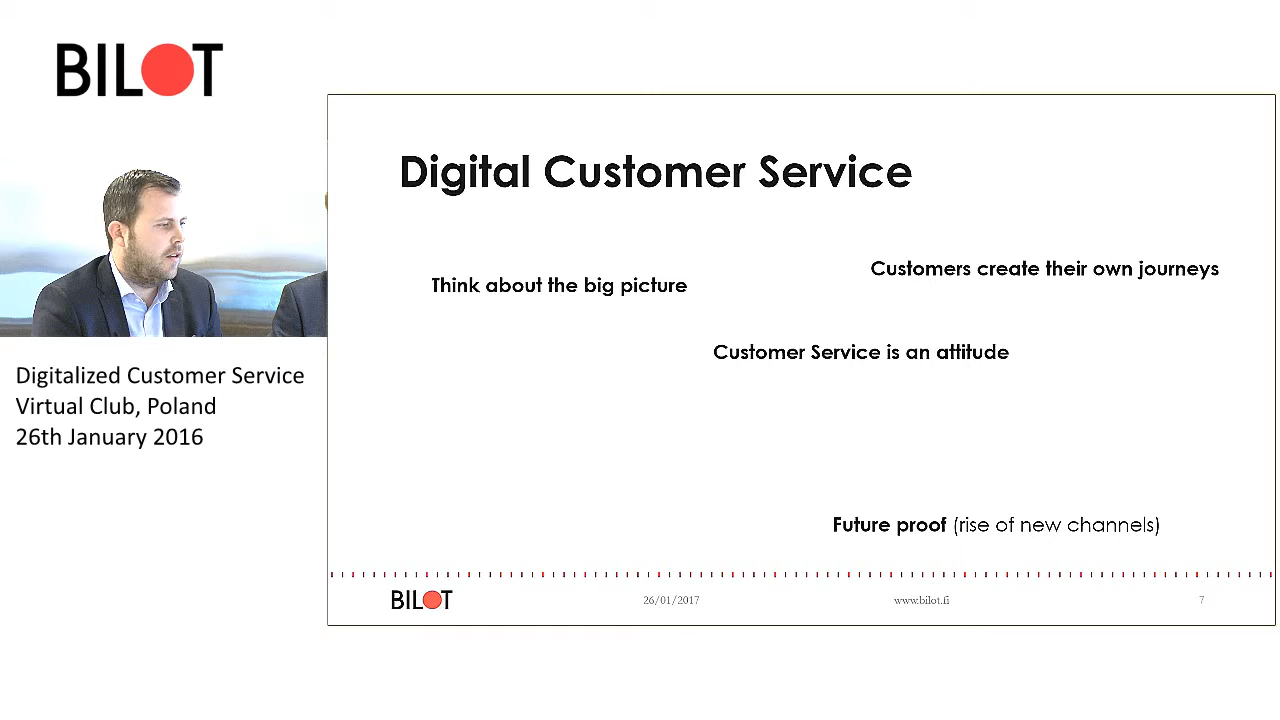 BILOT
Digital Customer Service
Customers create their own journeys
Think about the big picture
Customer Service is an attitude
Digitalized Customer Service
Virtual Club, Poland
26th January 2016
Future proof (rise of new channels)
BILOT
26/01/2017
www.bilot.fi
7